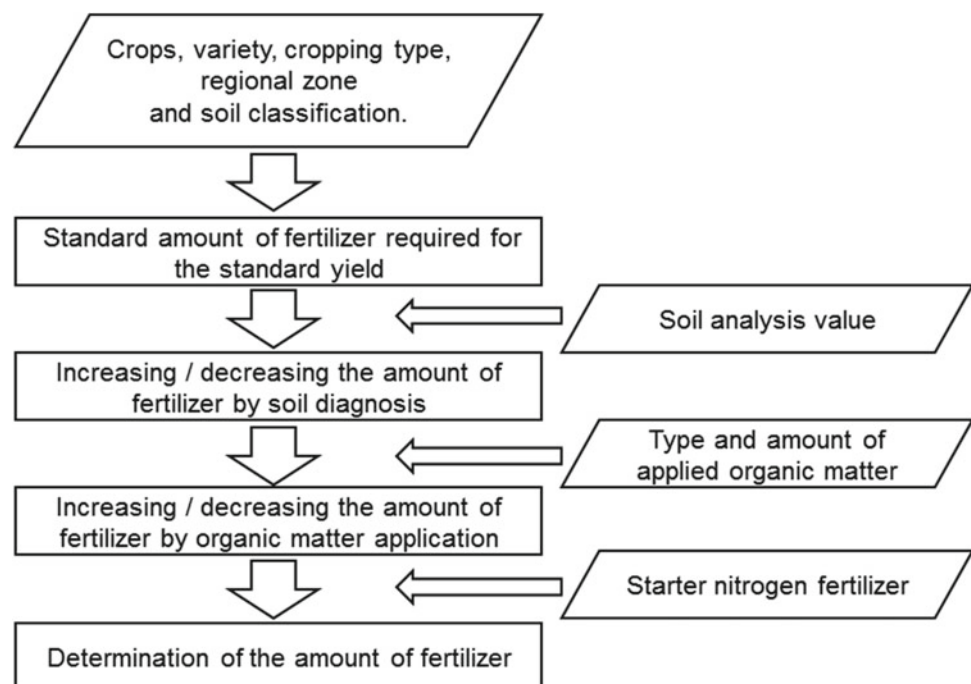 Crops, variety, cropping type,
regional zone
and soil classification.
Standard amount of fertilizer required for
the standard yield
Soil analysis value
Increasing / decreasing the amount of
fertilizer by soil diagnosis
Type and amount of
applied organic matter
Increasing / decreasing the amount of
fertilizer by organic matter application
Starter nitrogen fertilizer
Determination of the amount of fertilizer